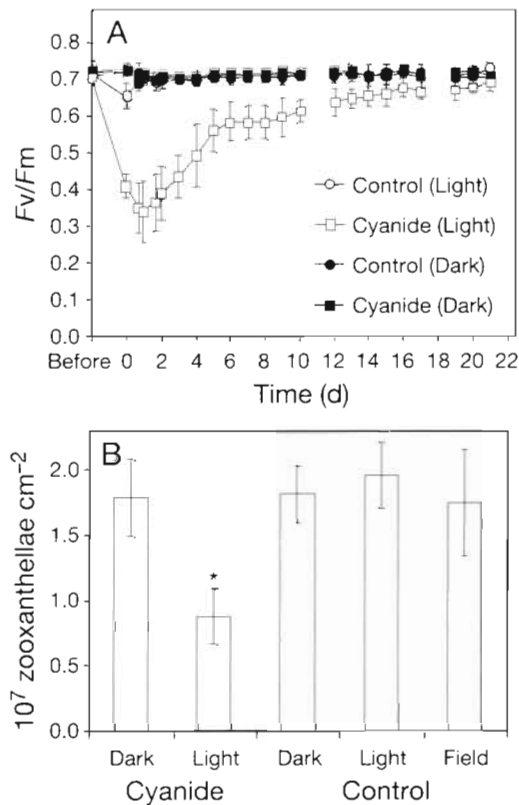 A
0.8
0.7
0.6
0.5
0.4
0.3
0.2
0.1
0.0
Fv/Fm
Control (Light)
Cyanide (Light)
Control (Dark)
Cyanide (Dark)
Before 0 2 4 6 8 10 12 14 16 18 20 22
Time (d)
B
2.0
1.5
1.0
0.5
0.0
10⁷ zooxanthellae cm⁻²
*
Dark Light Dark Light Field
Cyanide Control